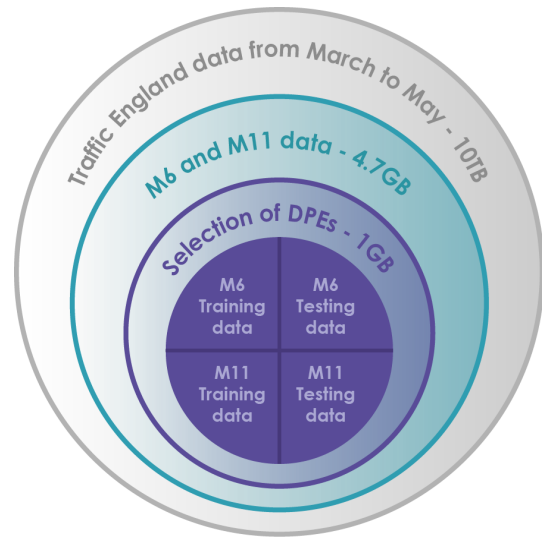 Traffic England data from March to May - 10TB
M6 and M11 data - 4.7GB
Selection of DPEs - 1GB
M6
Training
data
M6
Testing
data
M11
Training
data
M11
Testing
data